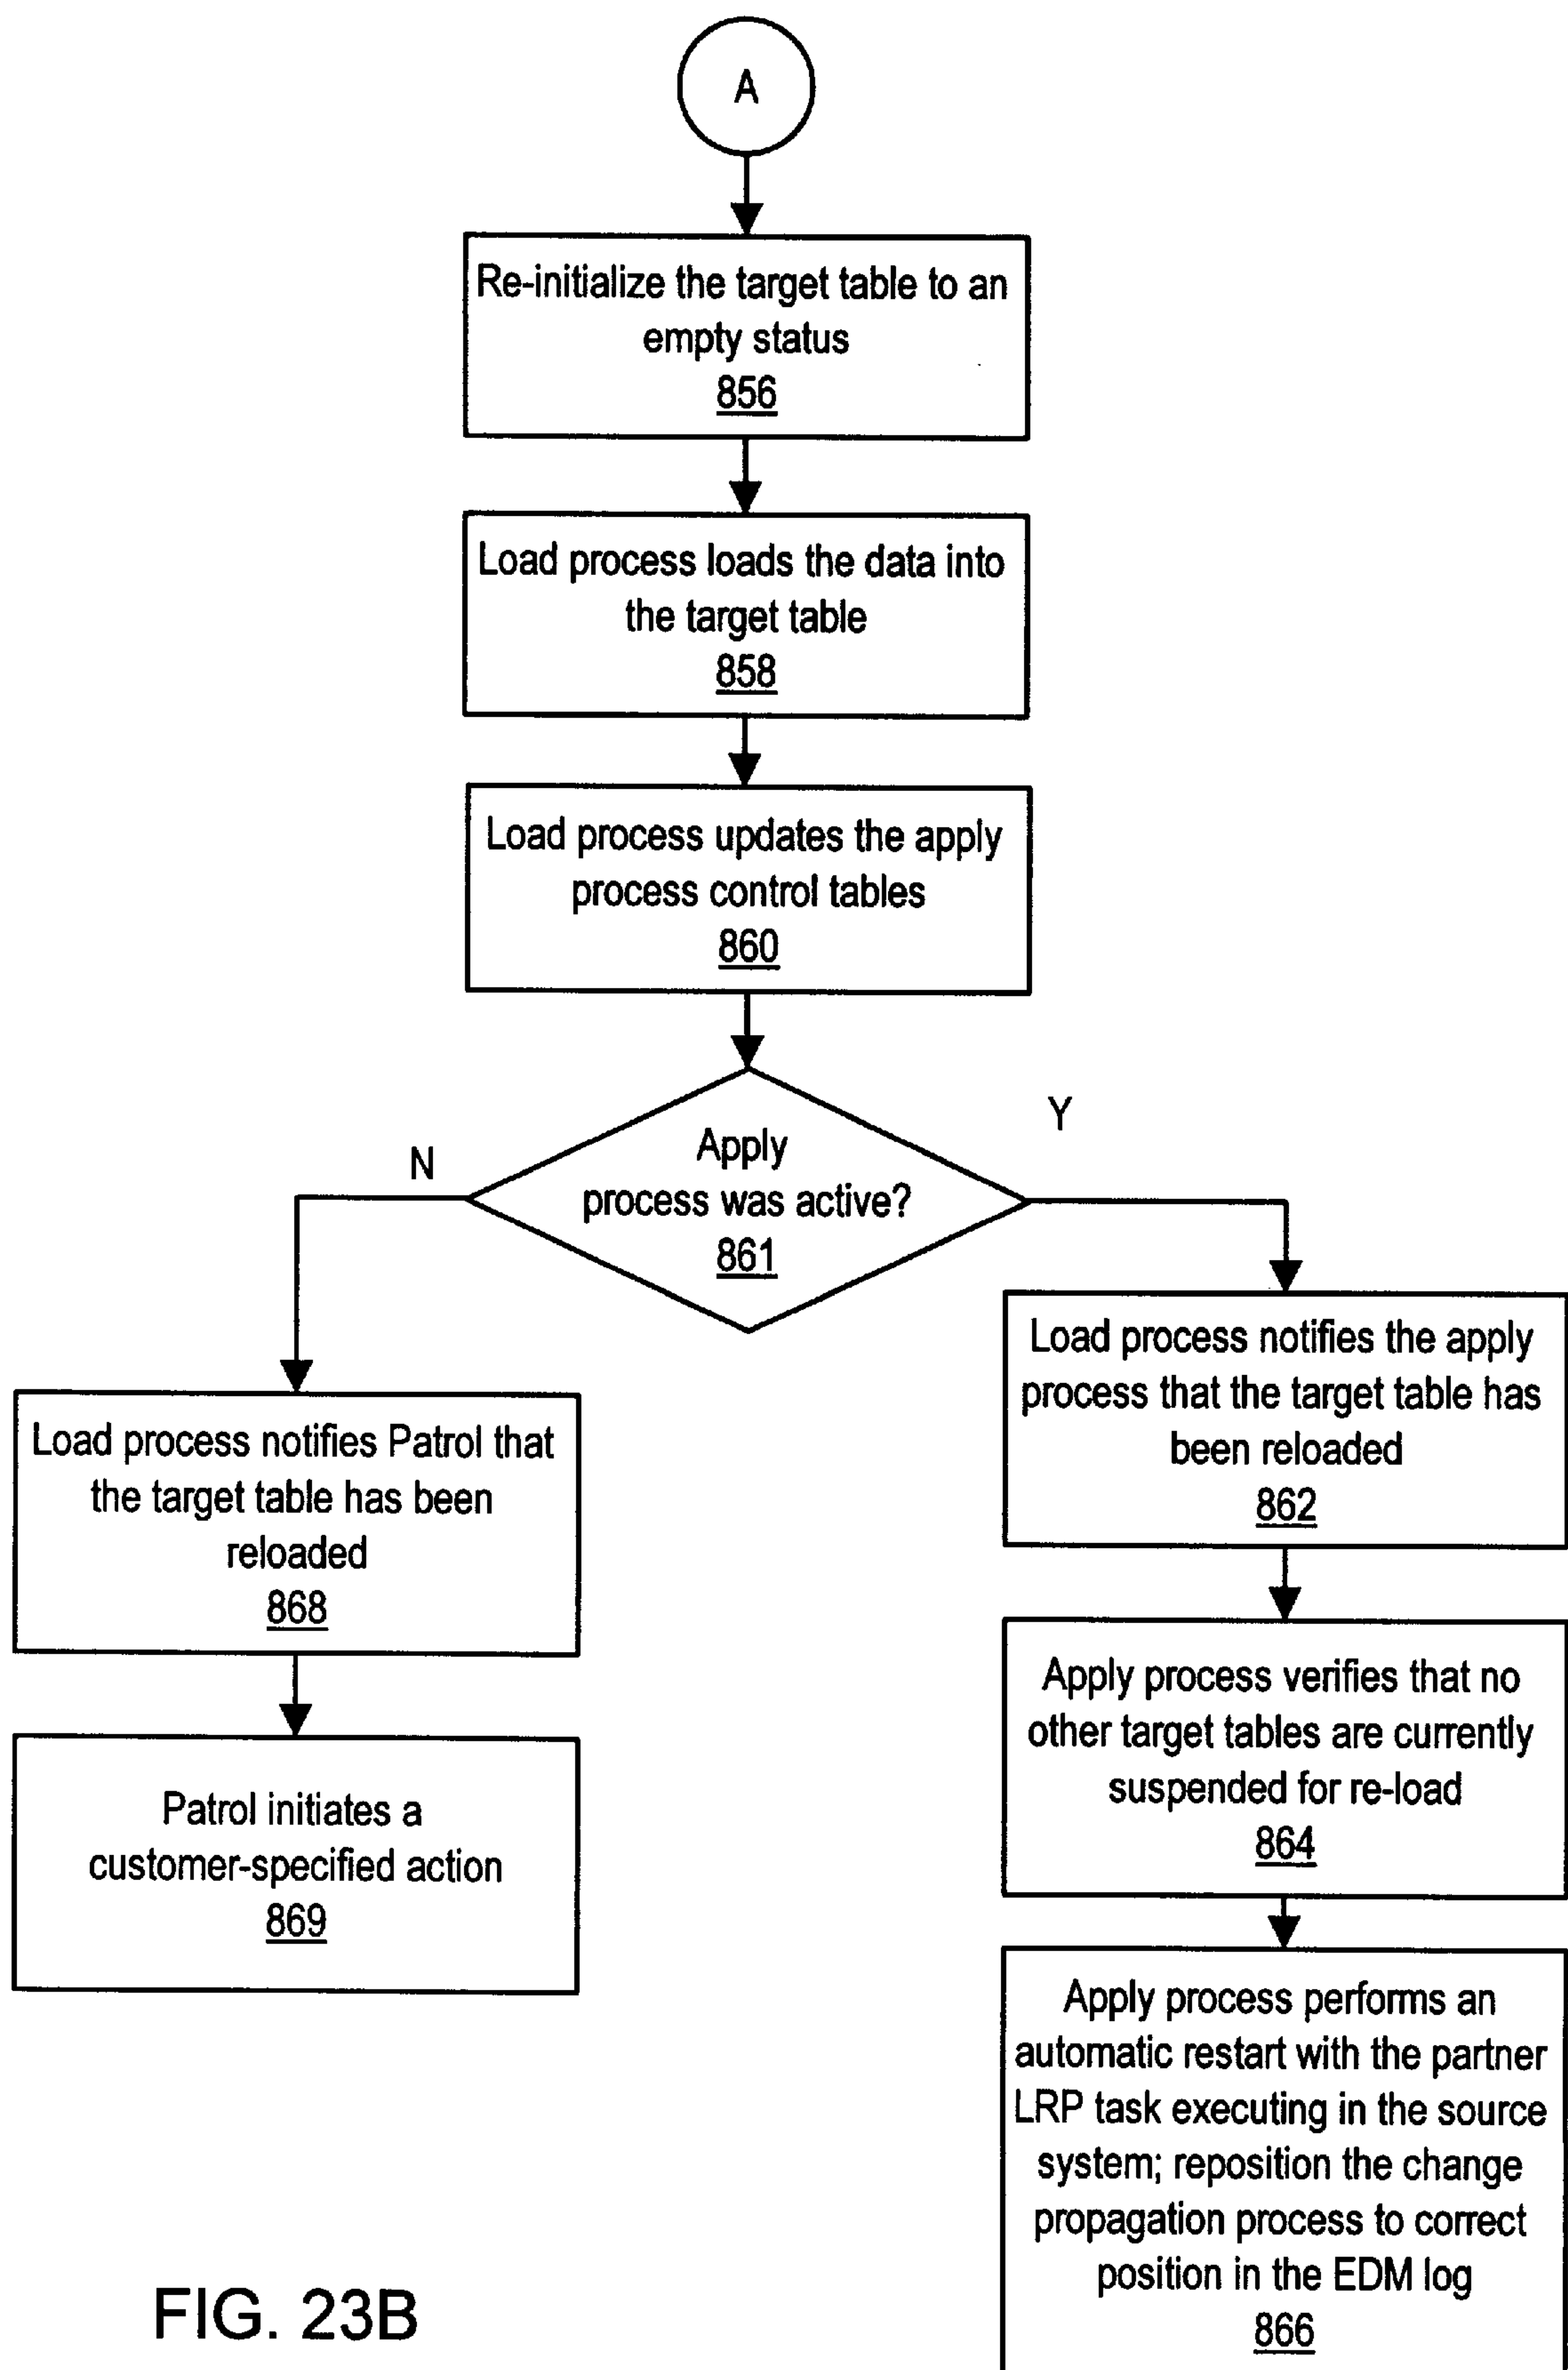 A
Re-initialize the target table to an
empty status
856
Load process loads the data into
the target table
858
Load process updates the apply
process control tables
860
Apply
process was active?
861
N
Y
Load process notifies Patrol that
the target table has been
reloaded
868
Patrol initiates a
customer-specified action
869
Load process notifies the apply
process that the target table has
been reloaded
862
Apply process verifies that no
other target tables are currently
suspended for re-load
864
Apply process performs an
automatic restart with the partner
LRP task executing in the source
system; reposition the change
propagation process to correct
position in the EDM log
866
FIG. 23B